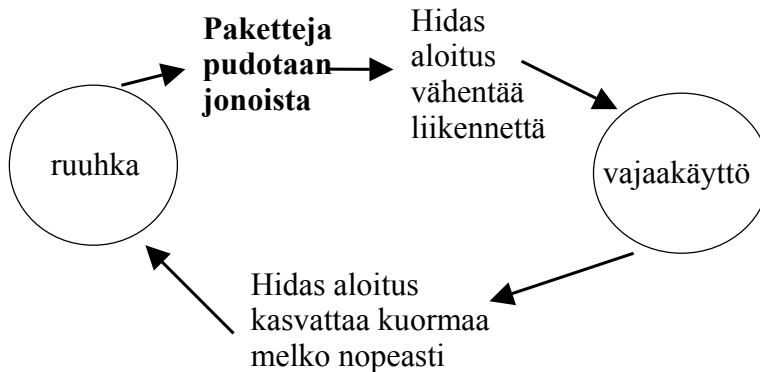 Paketteja
pudotaan
jonoista
Hidas
aloitus
vähentää
liikennettä
ruuhka
vajaakäyttö
Hidas aloitus
kasvattaa kuormaa
melko nopeasti